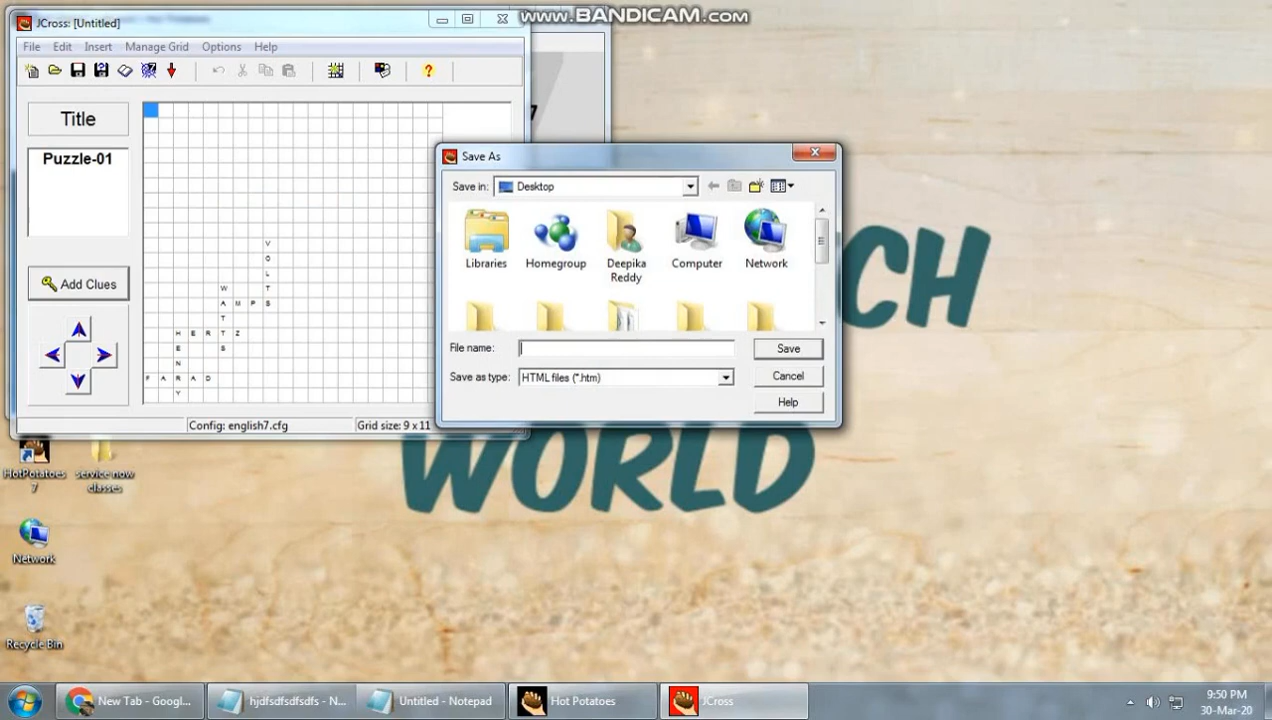 www.BANDICAM.com
JCross: [Untitled]
File Edit Insert Manage Grid Options Help
Title
Puzzle-01
Add Clues
V
O
L
W T
A M P S
T
H E R T Z
E S
N
F A R A D
Y
Config: english7.cfg
Grid size: 9 x 11
7
Save As
Save in: Desktop
Libraries
Homegroup
Deepika Reddy
Computer
Network
File name:
Save
Save as type: HTML files (*.htm)
Cancel
Help
CH
WORLD
HotPotatoes 7
service now classes
Network
Recycle Bin
New Tab - Googl...
hjdfsdfsdfsdfs - N...
Untitled - Notepad
Hot Potatoes
JCross
9:50 PM
30-Mar-20